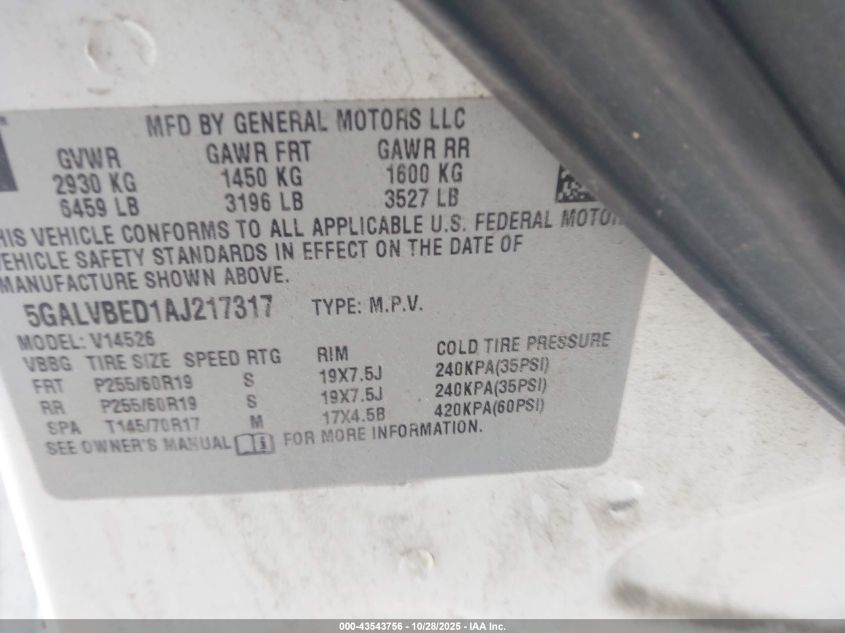 MFD BY GENERAL MOTORS LLC
GVWR GAWR FRT GAWR RR
2930 KG 1450 KG 1600 KG
6459 LB 3196 LB 3527 LB
HIS VEHICLE CONFORMS TO ALL APPLICABLE U.S. FEDERAL MOTOR
VEHICLE SAFETY STANDARDS IN EFFECT ON THE DATE OF
MANUFACTURE SHOWN ABOVE.
5GALVBED1AJ217317 TYPE: M.P.V.
MODEL: V14526
VBBG TIRE SIZE SPEED RTG RIM COLD TIRE PRESSURE
FRT P255/60R19 S 19X7.5J 240KPA(35PSI)
RR P255/60R19 S 19X7.5J 240KPA(35PSI)
SPA T145/70R17 M 17X4.5B 420KPA(60PSI)
SEE OWNER'S MANUAL i FOR MORE INFORMATION.
000-43543756 | 10/28/2025 | IAA Inc.